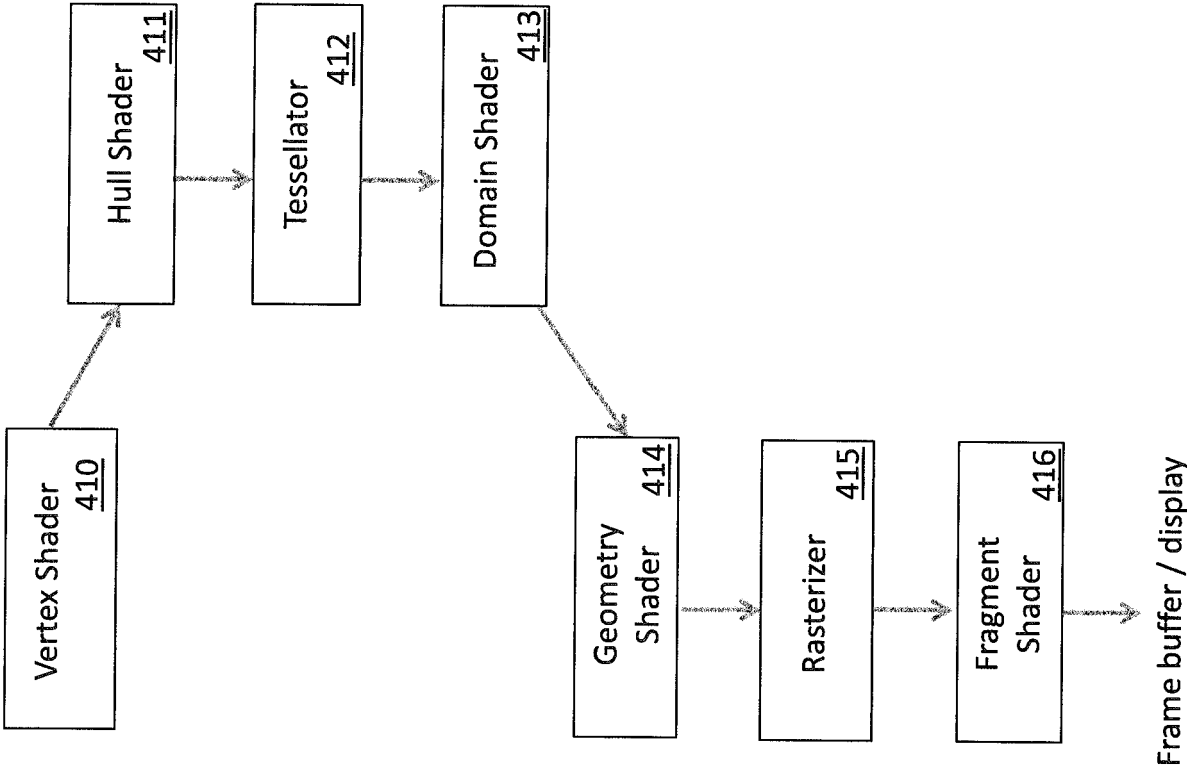 Vertex Shader
410
Hull Shader
411
Tessellator
412
Domain Shader
413
Geometry
Shader
414
Rasterizer
415
Fragment
Shader
416
Frame buffer / display